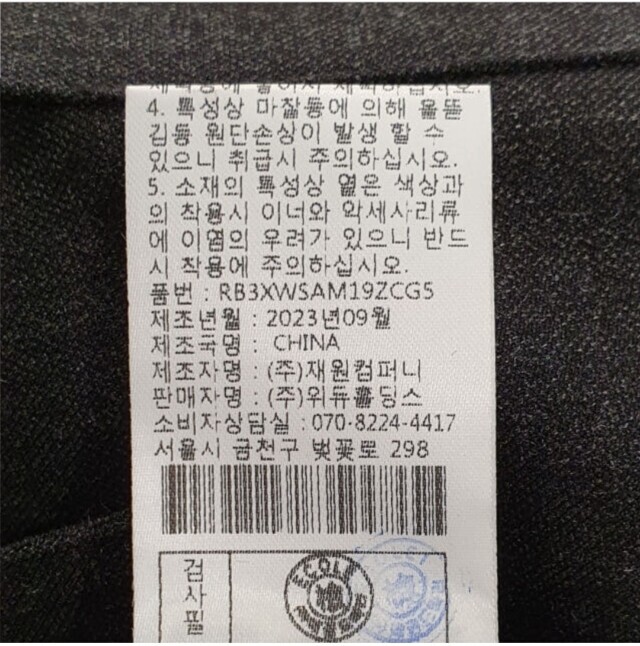 4. 특성상 마찰등에 의해 올뜯
김등 원단손상이 발생 할 수
있으니 취급시 주의하십시오.
5. 소재의 특성상 옅은 색상과
의 착용시 이너와 악세사리류
에 이염의 우려가 있으니 반드
시 착용에 주의하십시오.
품번 : RB3XWSAM19ZCG5
제조년월 : 2023년09월
제조국명 : CHINA
제조자명 : (주)재원컴퍼니
판매자명 : (주)위듀홀딩스
소비자상담실 : 070-8224-4417
서울시 금천구 벚꽃로 298
검사필
ECOLE